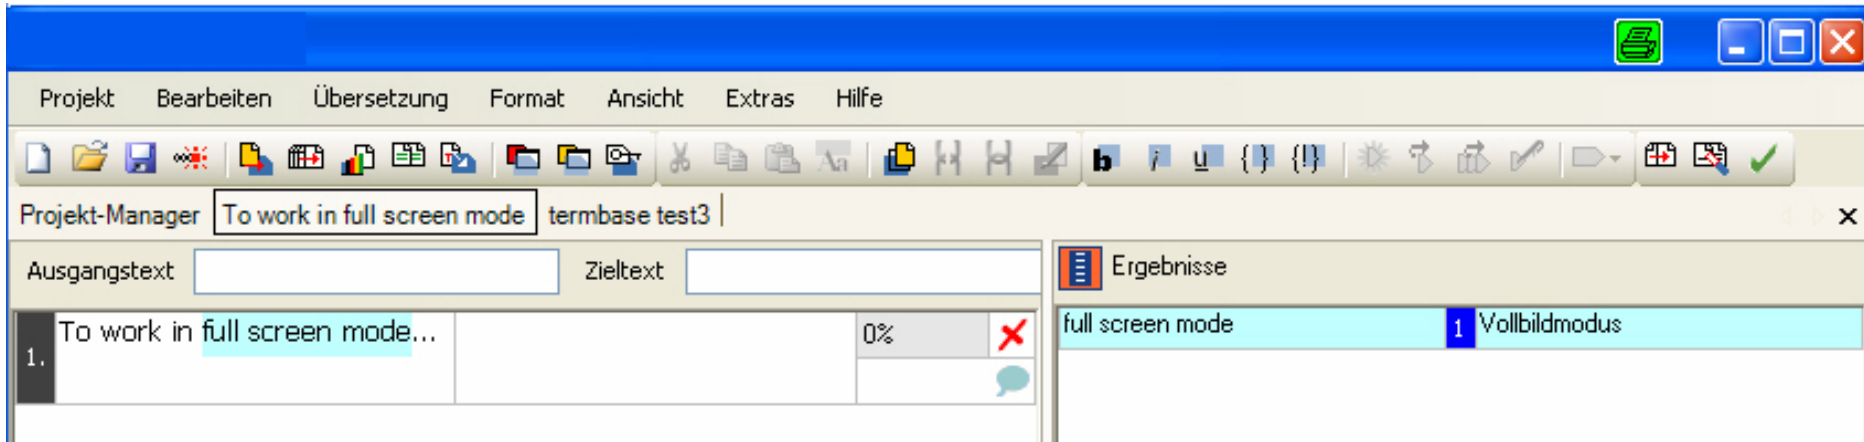 Projekt Bearbeiten Übersetzung Format Ansicht Extras Hilfe
Aa b i u { } {!}
Projekt-Manager To work in full screen mode termbase test3
Ausgangstext Zieltext Ergebnisse
1. To work in full screen mode... 0% full screen mode 1 Vollbildmodus